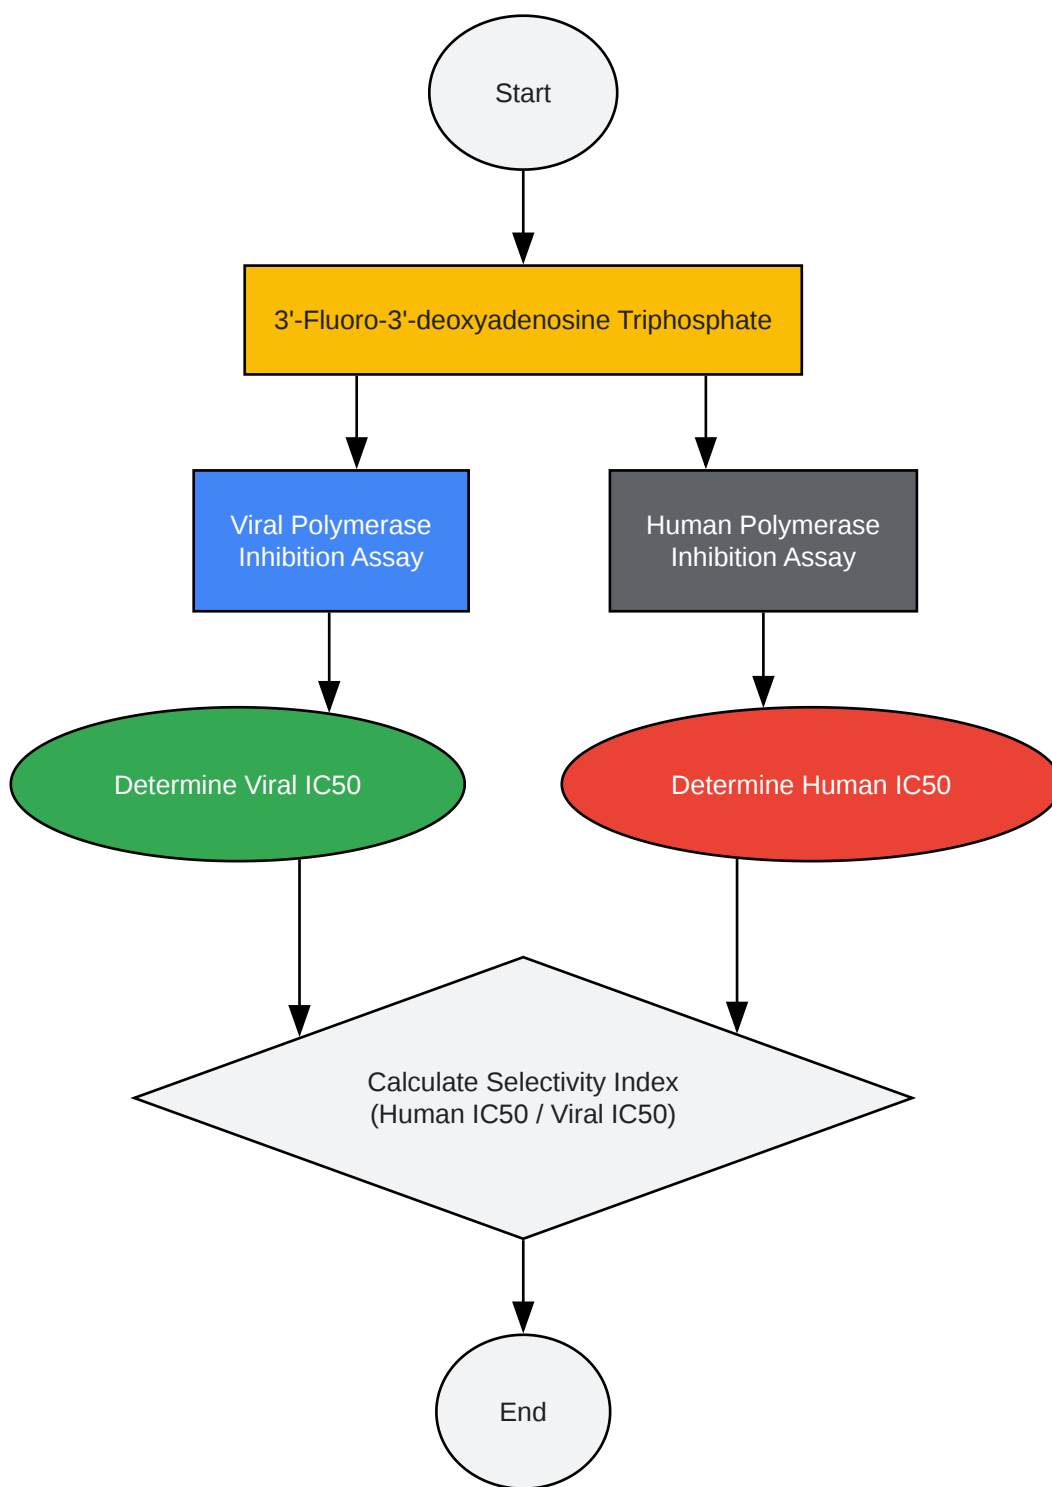 Start
3'-Fluoro-3'-deoxyadenosine Triphosphate
Viral Polymerase
Inhibition Assay
Human Polymerase
Inhibition Assay
Determine Viral IC50
Determine Human IC50
Calculate Selectivity Index
(Human IC50 / Viral IC50)
End